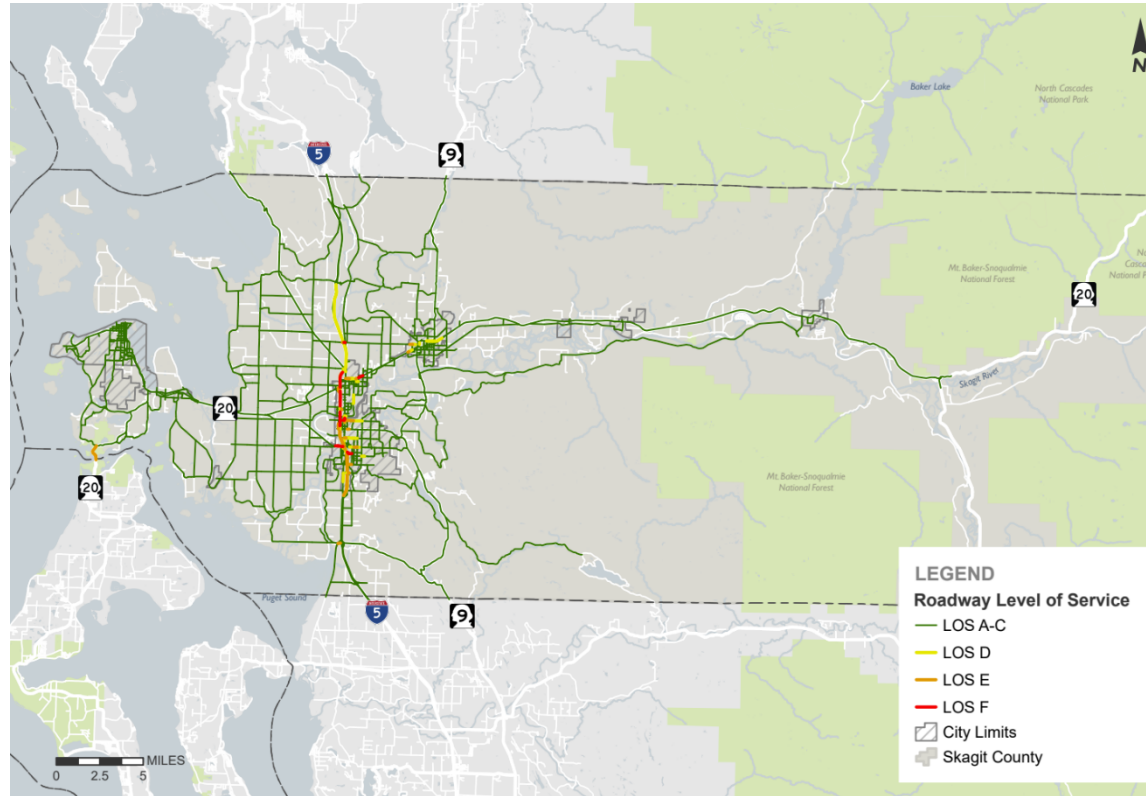 N
Baker Lake
North Cascades
National Park
5
9
Mt. Baker-Snoqualmie
National Forest
20
20
Skagit River
20
Mt. Baker-Snoqualmie
National Forest
Puget Sound
5
9
LEGEND
Roadway Level of Service
LOS A-C
LOS D
LOS E
LOS F
City Limits
Skagit County
MILES
0 2.5 5